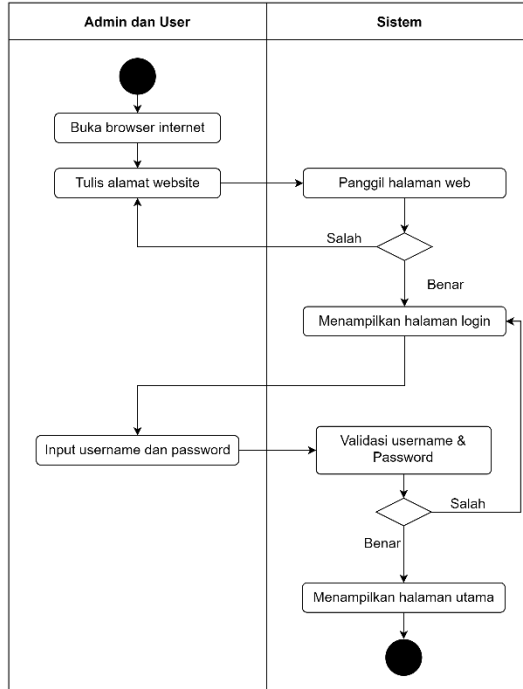 Admin dan User
Sistem
Buka browser internet
Tulis alamat website
Panggil halaman web
Salah
Benar
Menampilkan halaman login
Input username dan password
Validasi username &
Password
Salah
Benar
Menampilkan halaman utama